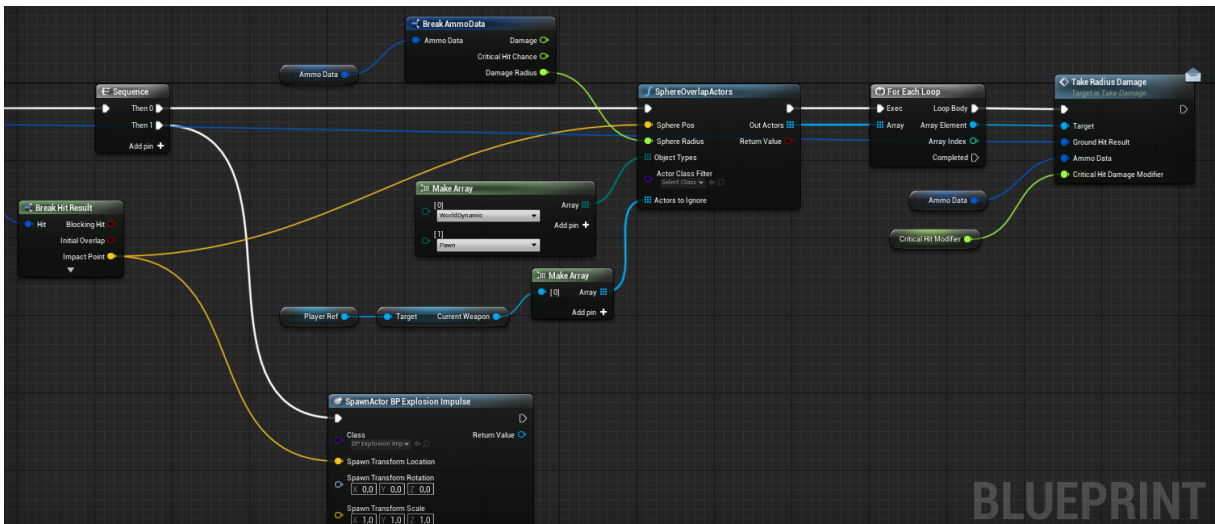 Break AmmoData
Ammo Data
Damage
Critical Hit Chance
Damage Radius
Ammo Data
Sequence
Then 0
Then 1
Add pin +
Break Hit Result
Hit
Blocking Hit
Initial Overlap
Impact Point
SphereOverlapActors
Sphere Pos
Out Actors
Sphere Radius
Return Value
Object Types
Actor Class Filter
Select Class
Actors to Ignore
For Each Loop
Exec
Loop Body
Array
Array Element
Array Index
Completed
Take Radius Damage
Target is Take Damage
Target
Ground Hit Result
Ammo Data
Critical Hit Damage Modifier
Ammo Data
Critical Hit Modifier
Make Array
[0]
Array
WorldDynamic
Add pin +
[1]
Pawn
Make Array
[0]
Array
Add pin +
Player Ref
Target
Current Weapon
SpawnActor BP Explosion Impulse
Class
Return Value
BP Explosion Imp
Spawn Transform Location
Spawn Transform Rotation
X 0,0 Y 0,0 Z 0,0
Spawn Transform Scale
X 1,0 Y 1,0 Z 1,0
BLUEPRINT